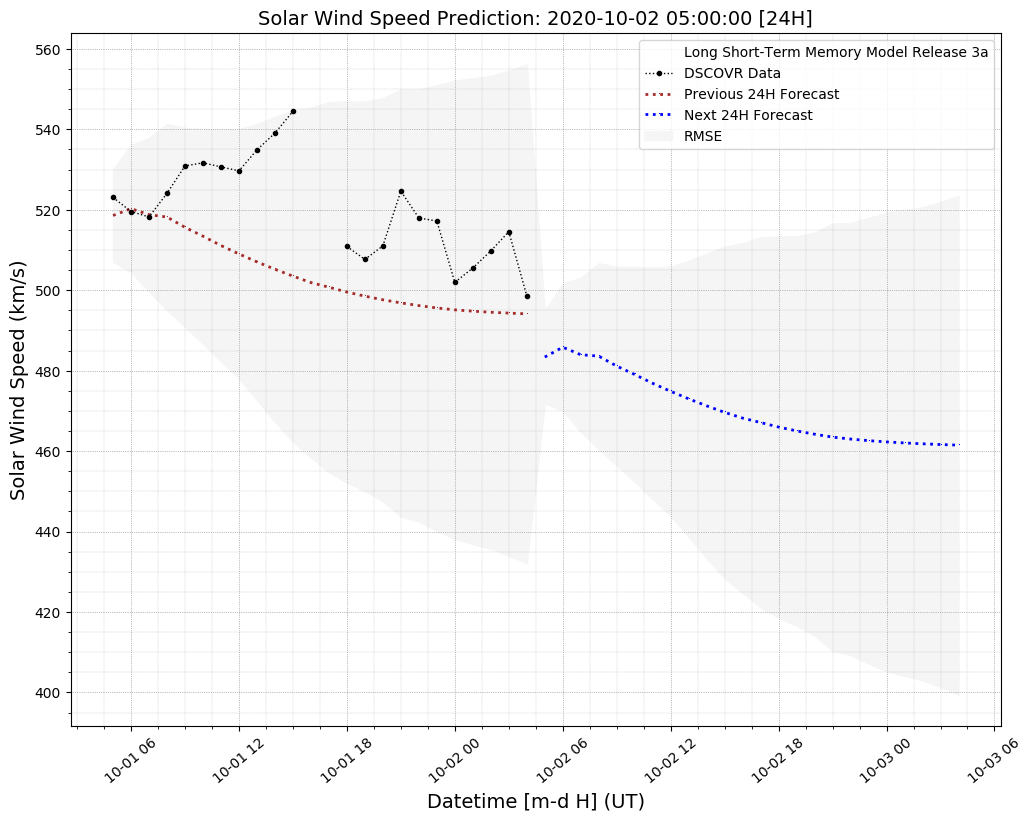 Solar Wind Speed Prediction: 2020-10-02 05:00:00 [24H]
Long Short-Term Memory Model Release 3a
DSCOVR Data
Previous 24H Forecast
Next 24H Forecast
RMSE
Solar Wind Speed (km/s)
560
540
520
500
480
460
440
420
400
10-01 06
10-01 12
10-01 18
10-02 00
10-02 06
10-02 12
10-02 18
10-03 00
10-03 06
Datetime [m-d H] (UT)